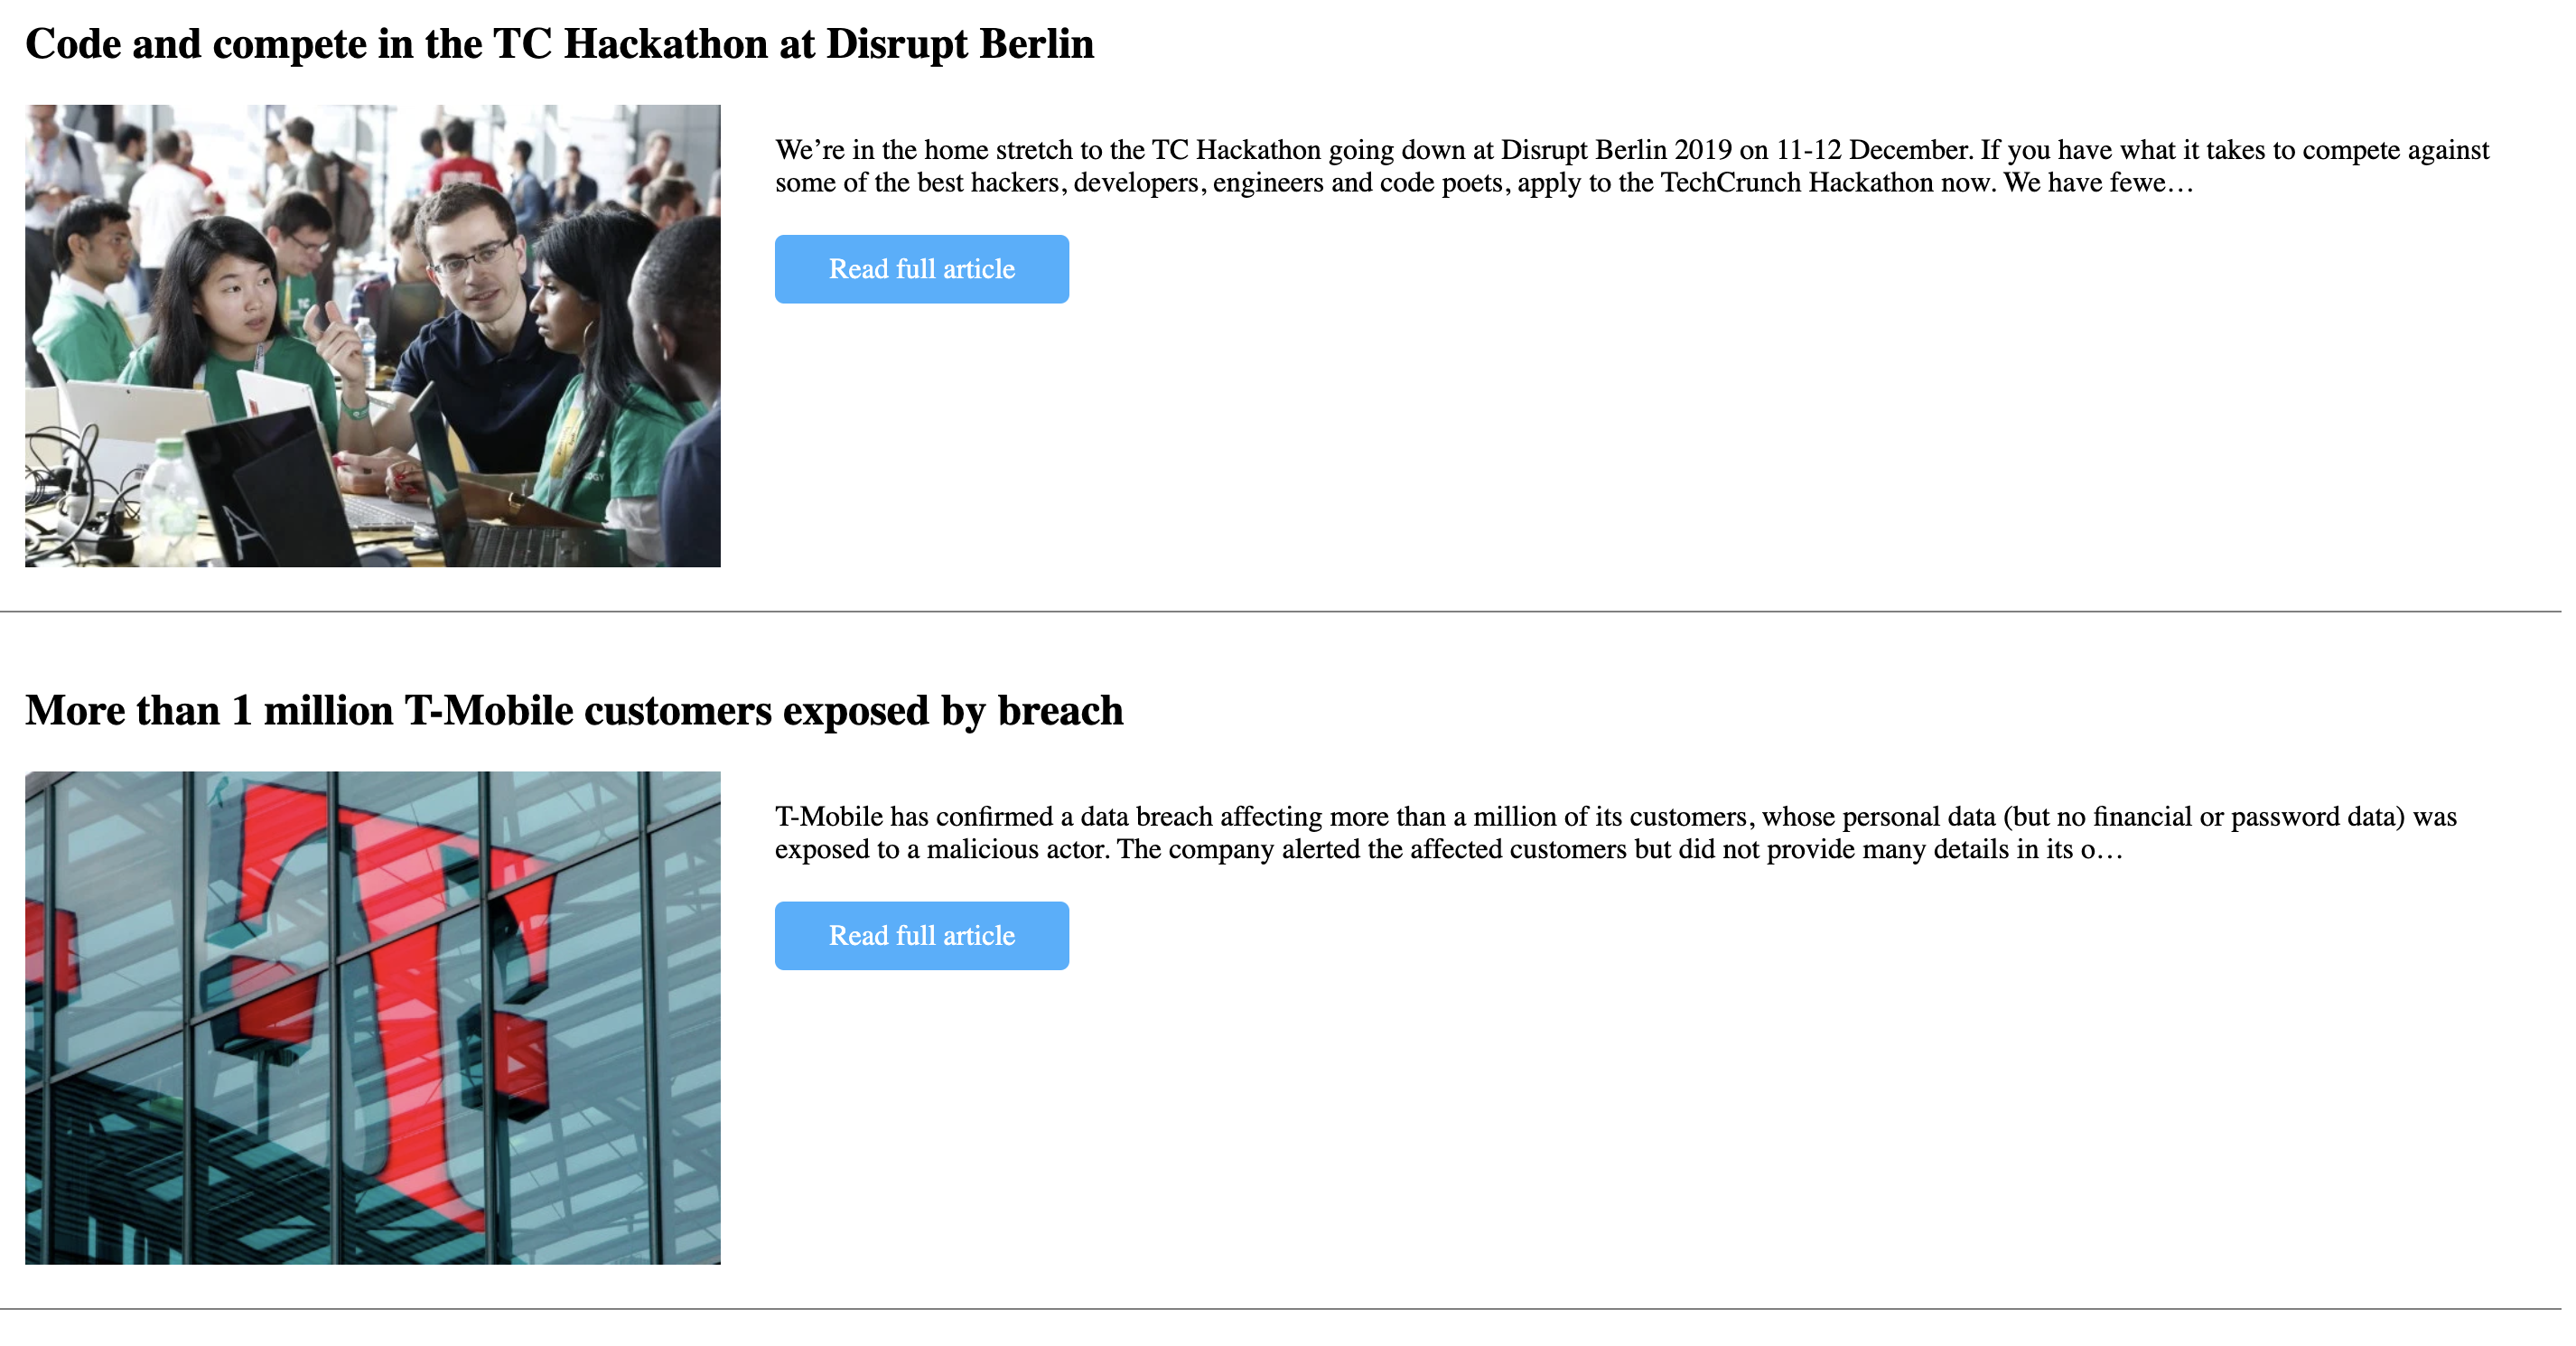 Code and compete in the TC Hackathon at Disrupt Berlin
We’re in the home stretch to the TC Hackathon going down at Disrupt Berlin 2019 on 11-12 December. If you have what it takes to compete against
some of the best hackers, developers, engineers and code poets, apply to the TechCrunch Hackathon now. We have fewe…
Read full article
More than 1 million T-Mobile customers exposed by breach
T-Mobile has confirmed a data breach affecting more than a million of its customers, whose personal data (but no financial or password data) was
exposed to a malicious actor. The company alerted the affected customers but did not provide many details in its o…
Read full article